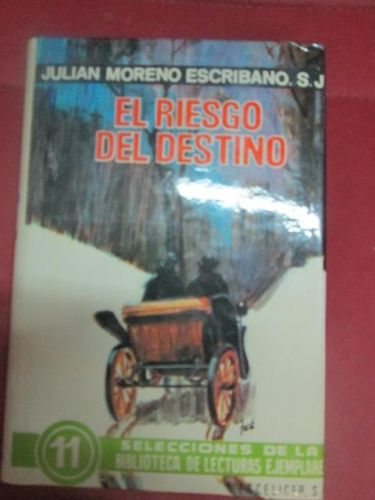 JULIAN MORENO ESCRIBANO. S.J
EL RIESGO
DEL DESTINO
11
SELECCIONES DE LA
BIBLIOTECA DE LECTURAS EJEMPLARE